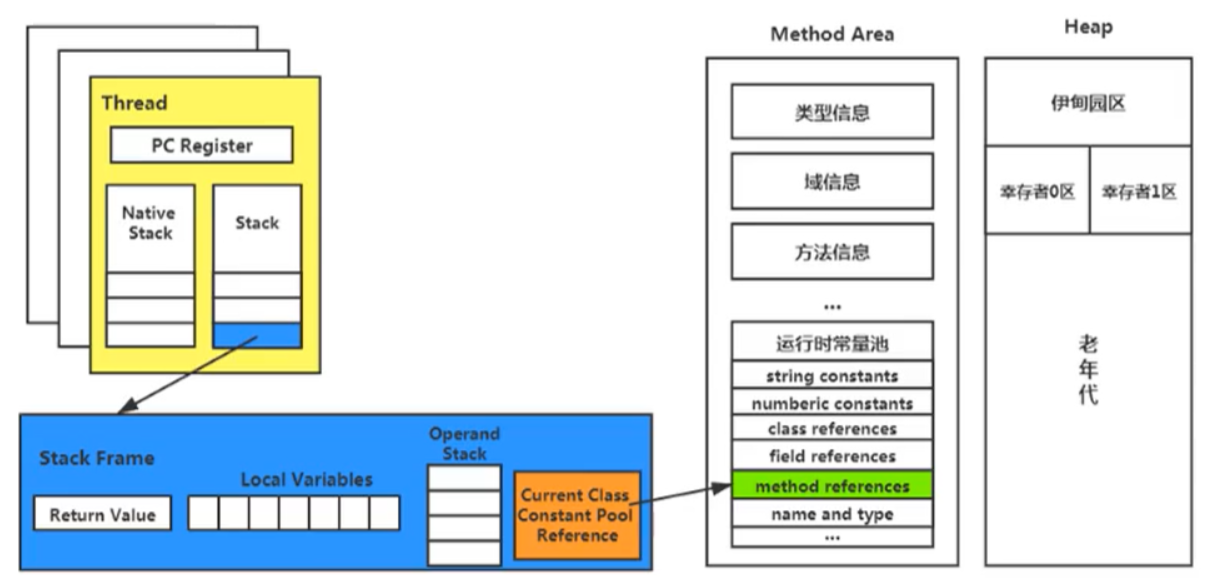 Thread
PC Register
Native
Stack
Stack
Stack Frame
Return Value
Local Variables
Operand
Stack
Current Class
Constant Pool
Reference
Method Area
类型信息
域信息
方法信息
...
运行时常量池
string constants
numberic constants
class references
field references
method references
name and type
...
Heap
伊甸园区
幸存者0区
幸存者1区
老
年
代